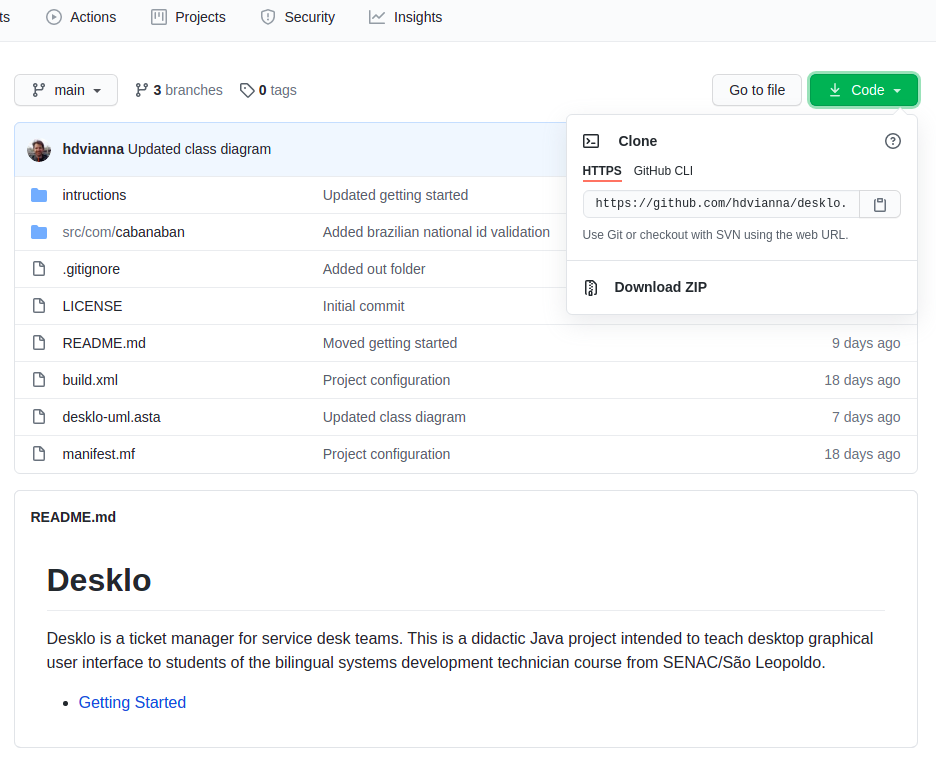 ts Actions Projects Security Insights
main 3 branches 0 tags Go to file Code
hdvianna Updated class diagram
Clone
HTTPS GitHub CLI
https://github.com/hdvianna/desklo.
Use Git or checkout with SVN using the web URL.
Download ZIP
intructions Updated getting started
src/com/cabanaban Added brazilian national id validation
.gitignore Added out folder
LICENSE Initial commit
README.md Moved getting started 9 days ago
build.xml Project configuration 18 days ago
desklo-uml.asta Updated class diagram 7 days ago
manifest.mf Project configuration 18 days ago
README.md
Desklo
Desklo is a ticket manager for service desk teams. This is a didactic Java project intended to teach desktop graphical
user interface to students of the bilingual systems development technician course from SENAC/São Leopoldo.
Getting Started